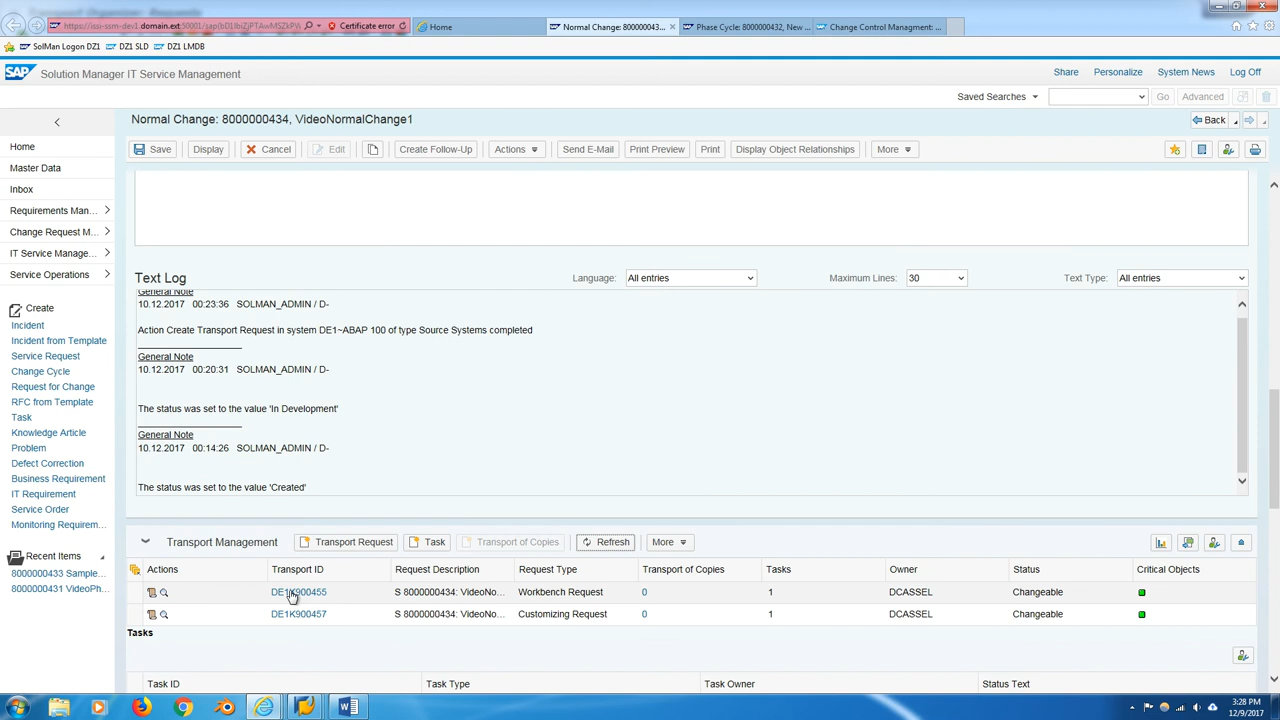 Certificate error
Home
Normal Change: 800000043...
Phase Cycle: 8000000432, New ...
Change Control Managment: ...
SolMan Logon DZ1
DZ1 SLD
DZ1 LMDB
SAP
Solution Manager IT Service Management
Share
Personalize
System News
Log Off
Saved Searches
Go
Advanced
Normal Change: 8000000434, VideoNormalChange1
Back
Save
Display
Cancel
Edit
Create Follow-Up
Actions
Send E-Mail
Print Preview
Print
Display Object Relationships
More
Home
Master Data
Inbox
Requirements Man...
Change Request M...
IT Service Manage...
Service Operations
Create
Incident
Incident from Template
Service Request
Change Cycle
Request for Change
RFC from Template
Task
Knowledge Article
Problem
Defect Correction
Business Requirement
IT Requirement
Service Order
Monitoring Requirem...
Recent Items
8000000433 Sample...
8000000431 VideoPh...
Text Log
Language:
All entries
Maximum Lines:
30
Text Type:
All entries
General Note
10.12.2017 00:23:36 SOLMAN_ADMIN / D-
Action Create Transport Request in system DE1~ABAP 100 of type Source Systems completed
General Note
10.12.2017 00:20:31 SOLMAN_ADMIN / D-
The status was set to the value 'In Development'
General Note
10.12.2017 00:14:26 SOLMAN_ADMIN / D-
The status was set to the value 'Created'
Transport Management
Transport Request
Task
Transport of Copies
Refresh
More
Actions
Transport ID
Request Description
Request Type
Transport of Copies
Tasks
Owner
Status
Critical Objects
DE1K900455
S 8000000434: VideoNo...
Workbench Request
0
1
DCASSEL
Changeable
DE1K900457
S 8000000434: VideoNo...
Customizing Request
0
1
DCASSEL
Changeable
Tasks
Task ID
Task Type
Task Owner
Status Text
3:28 PM
12/9/2017